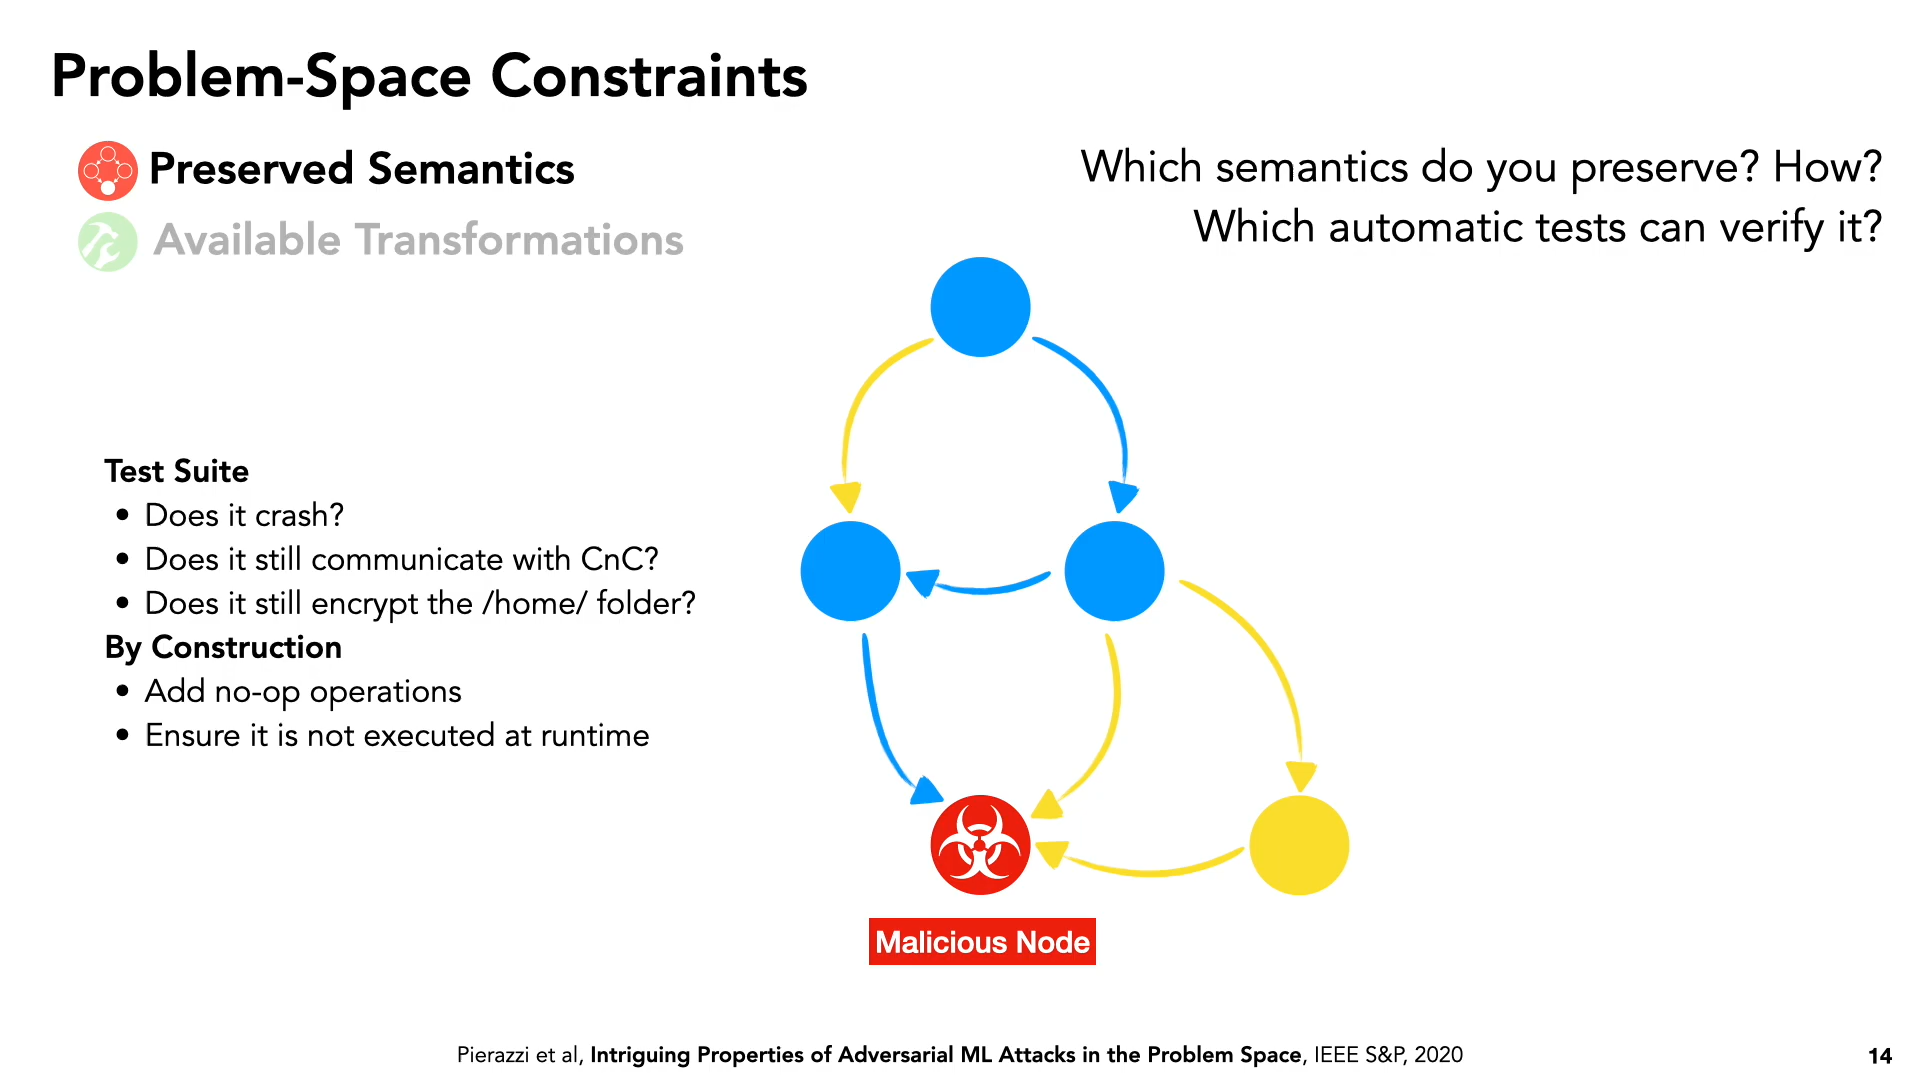 Problem-Space Constraints
Preserved Semantics
Available Transformations
Which semantics do you preserve? How?
Which automatic tests can verify it?
Test Suite
• Does it crash?
• Does it still communicate with CnC?
• Does it still encrypt the /home/ folder?
By Construction
• Add no-op operations
• Ensure it is not executed at runtime
Malicious Node
Pierazzi et al, Intriguing Properties of Adversarial ML Attacks in the Problem Space, IEEE S&P, 2020
14